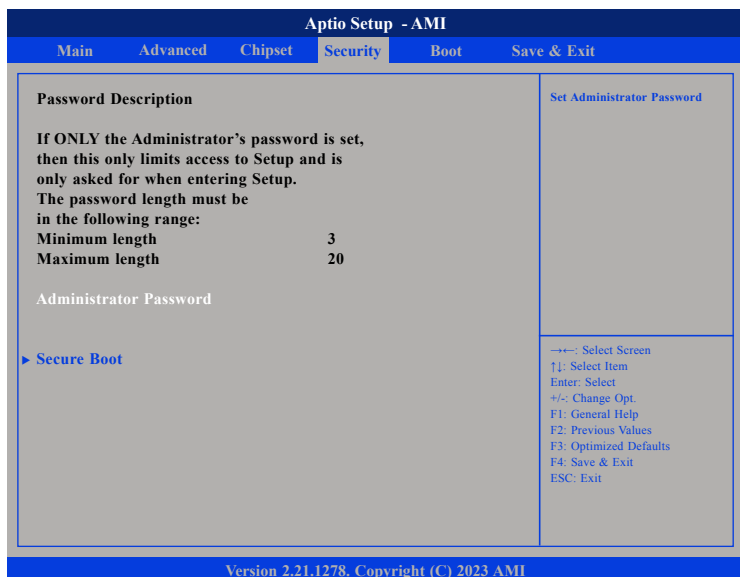 Aptio Setup - AMI
Main Advanced Chipset Security Boot Save & Exit
Password Description
If ONLY the Administrator's password is set,
then this only limits access to Setup and is
only asked for when entering Setup.
The password length must be
in the following range:
Minimum length 3
Maximum length 20
Administrator Password
▶ Secure Boot
Set Administrator Password
→←: Select Screen
↑↓: Select Item
Enter: Select
+/-: Change Opt.
F1: General Help
F2: Previous Values
F3: Optimized Defaults
F4: Save & Exit
ESC: Exit
Version 2.21.1278. Copyright (C) 2023 AMI